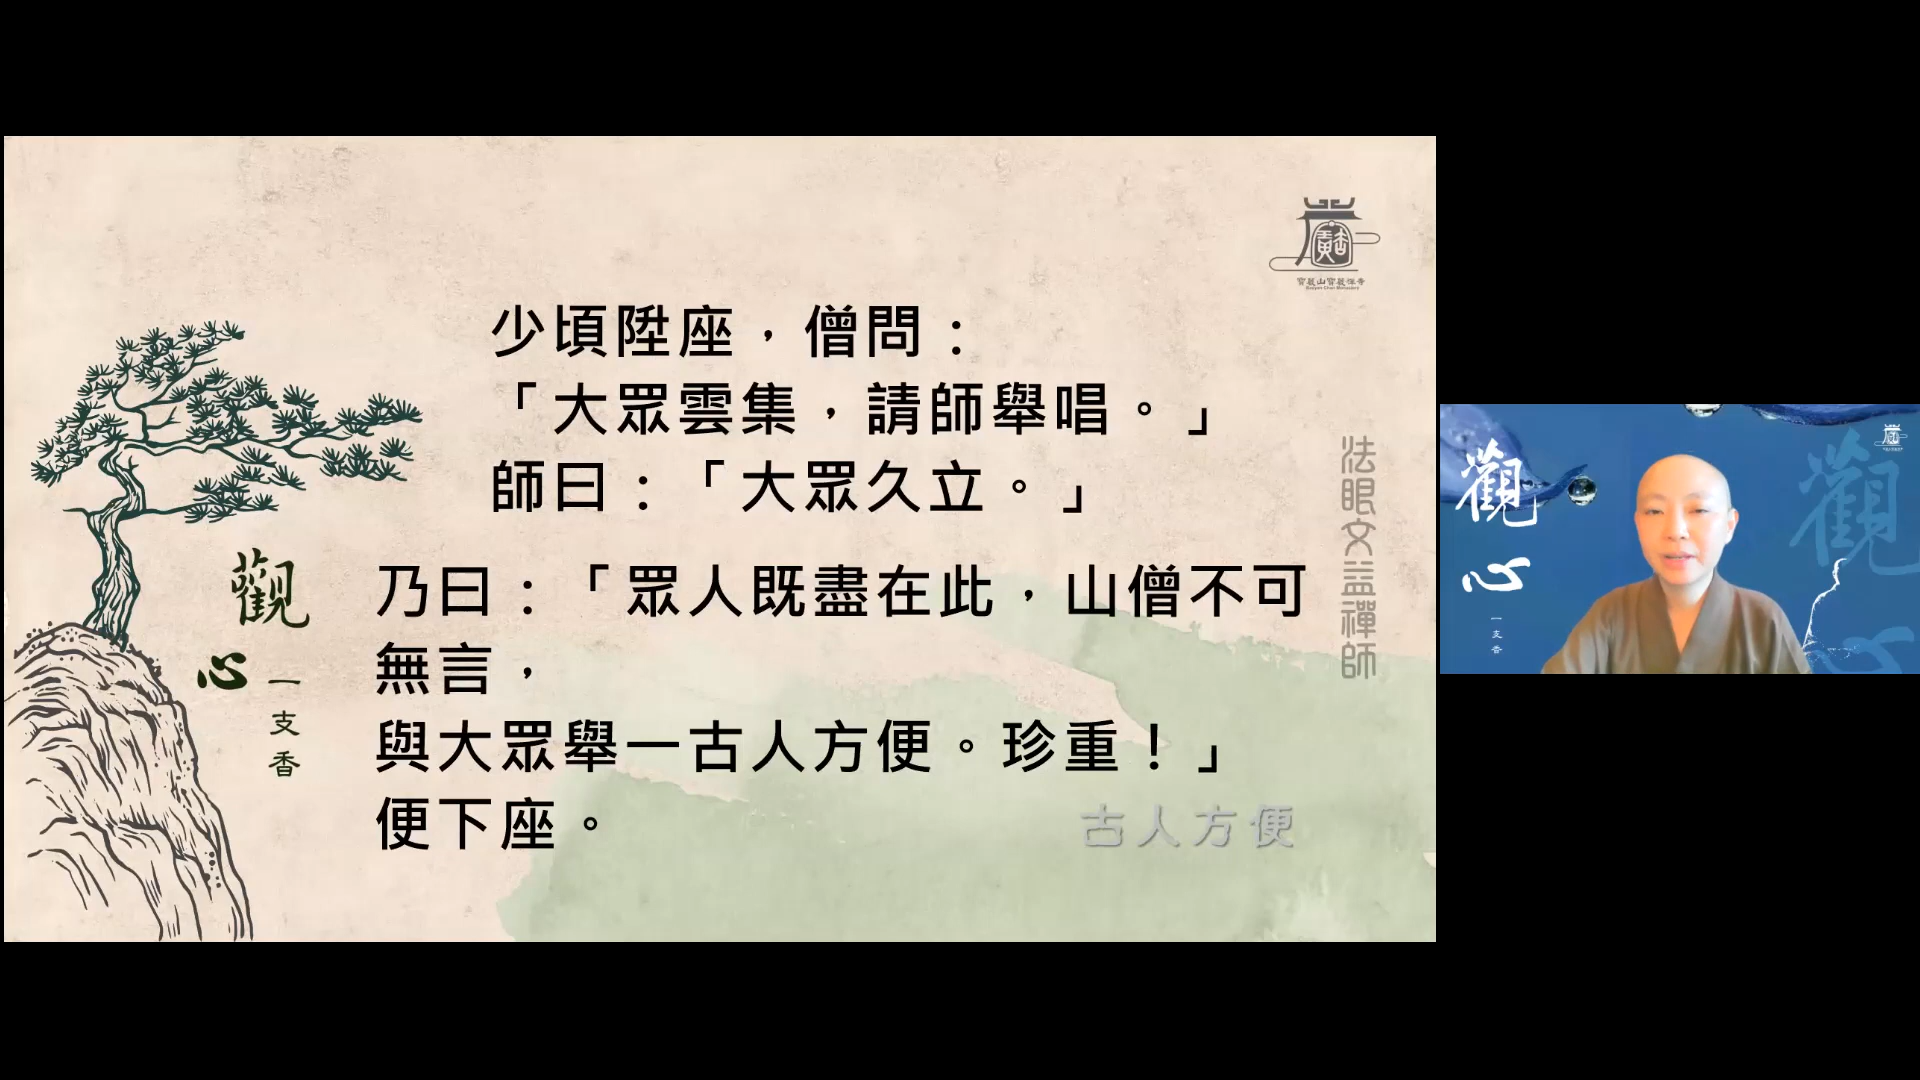 少頃陞座，僧問：
「大眾雲集，請師舉唱。」
師曰：「大眾久立。」
乃曰：「眾人既盡在此，山僧不可
無言，
與大眾舉一古人方便。珍重！」
便下座。
古人方便
法眼文益禪師
觀心
一支香
觀心
一支香
觀心